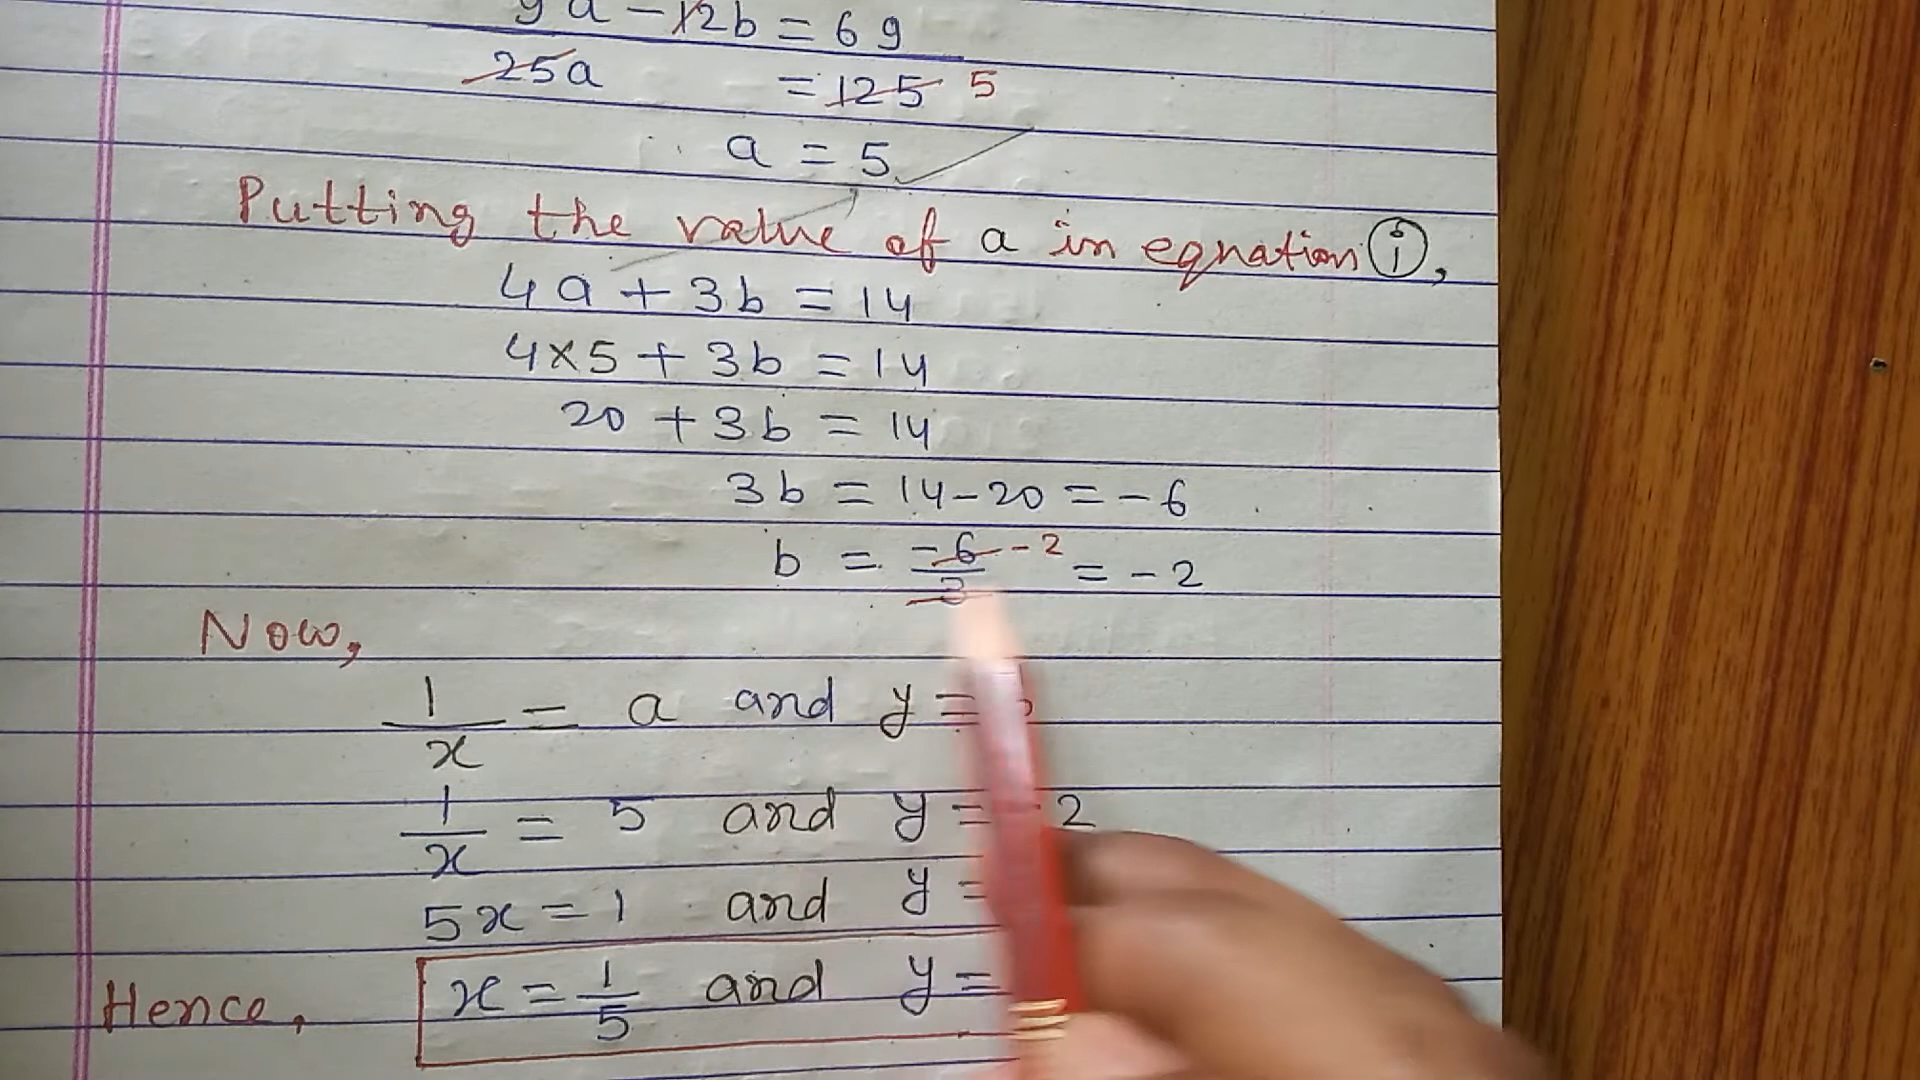 9a - 12b = 69
25a = 125 5
a = 5
Putting the value of a in equation (i),
4a + 3b = 14
4×5 + 3b = 14
20 + 3b = 14
3b = 14 - 20 = -6
b = -6/3 -2 = -2
Now,
1/x = a and y =
1/x = 5 and y = -2
5x = 1 and y =
Hence, x = 1/5 and y =